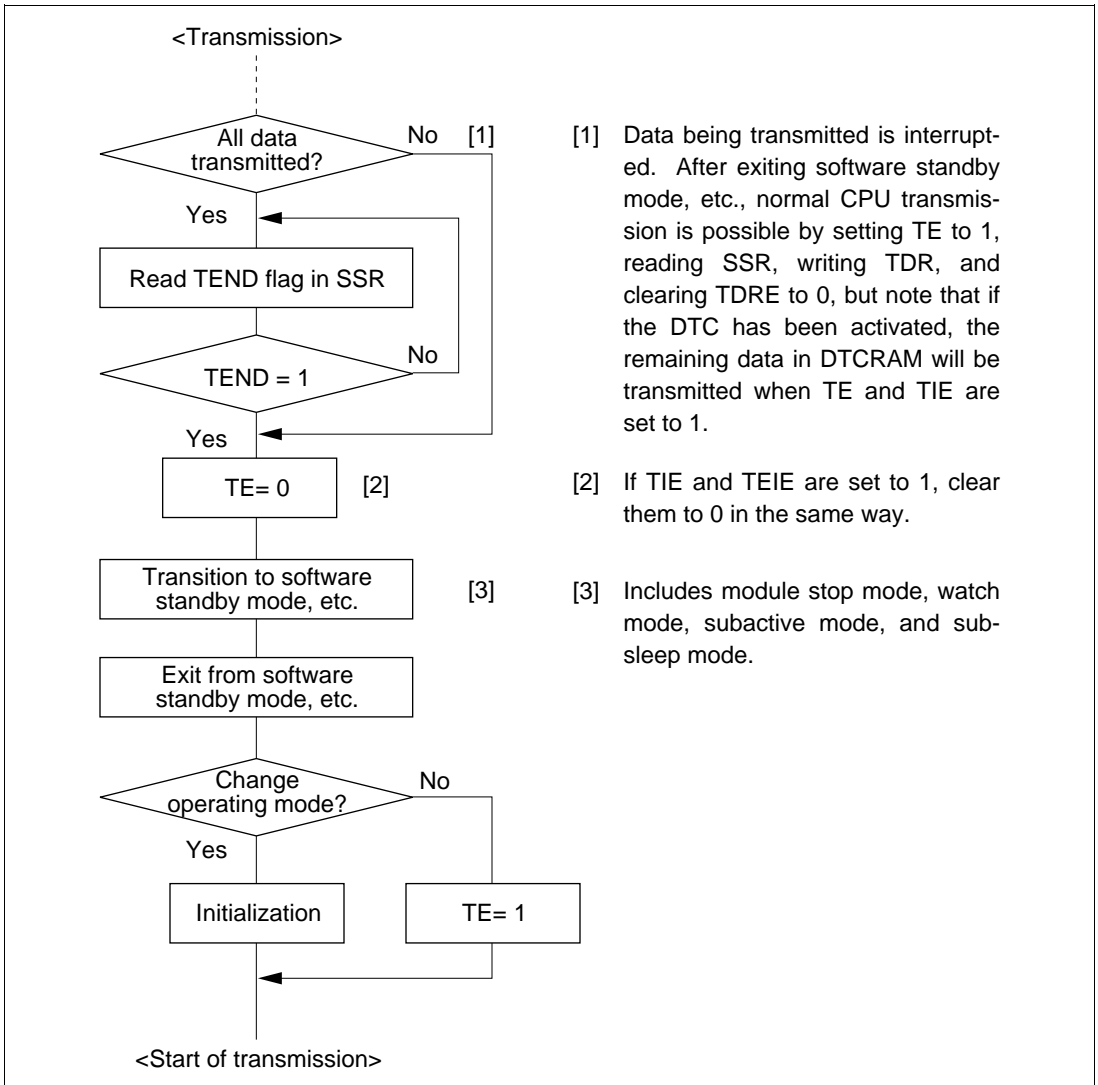 <Transmission>
All data
transmitted?
No [1]
Yes
Read TEND flag in SSR
No
TEND = 1
Yes
TE= 0 [2]
Transition to software
standby mode, etc.
[3]
Exit from software
standby mode, etc.
Change
operating mode?
No
Yes
Initialization
TE= 1
<Start of transmission>
[1] Data being transmitted is interrupt-
ed. After exiting software standby
mode, etc., normal CPU transmis-
sion is possible by setting TE to 1,
reading SSR, writing TDR, and
clearing TDRE to 0, but note that if
the DTC has been activated, the
remaining data in DTCRAM will be
transmitted when TE and TIE are
set to 1.
[2] If TIE and TEIE are set to 1, clear
them to 0 in the same way.
[3] Includes module stop mode, watch
mode, subactive mode, and sub-
sleep mode.